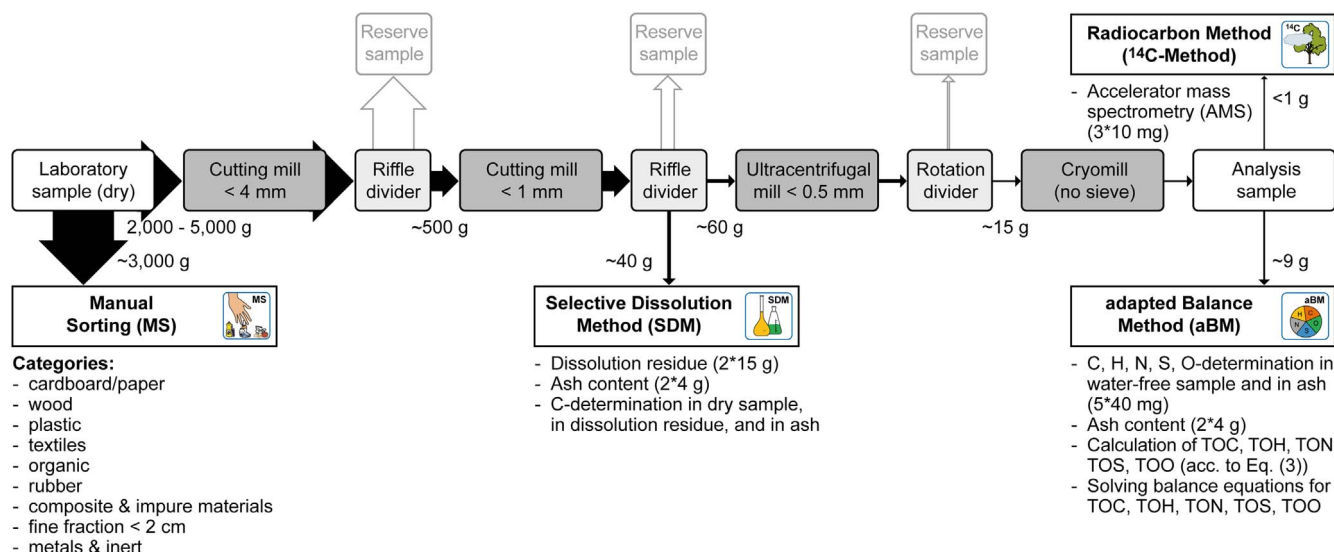 Reserve
sample
Reserve
sample
Reserve
sample
Radiocarbon Method
(14C-Method)
14C
- Accelerator mass
spectrometry (AMS)
(3*10 mg)
<1 g
Laboratory
sample (dry)
Cutting mill
< 4 mm
Riffle
divider
Cutting mill
< 1 mm
Riffle
divider
Ultracentrifugal
mill < 0.5 mm
Rotation
divider
Cryomill
(no sieve)
Analysis
sample
2,000 - 5,000 g
~500 g
~60 g
~15 g
~3,000 g
~40 g
~9 g
Manual
Sorting (MS)
MS
Selective Dissolution
Method (SDM)
SDM
adapted Balance
Method (aBM)
aBM
H
C
N
O
S
Categories:
- cardboard/paper
- wood
- plastic
- textiles
- organic
- rubber
- composite & impure materials
- fine fraction < 2 cm
- metals & inert
- Dissolution residue (2*15 g)
- Ash content (2*4 g)
- C-determination in dry sample,
in dissolution residue, and in ash
- C, H, N, S, O-determination in
water-free sample and in ash
(5*40 mg)
- Ash content (2*4 g)
- Calculation of TOC, TOH, TON
TOS, TOO (acc. to Eq. (3))
- Solving balance equations for
TOC, TOH, TON, TOS, TOO